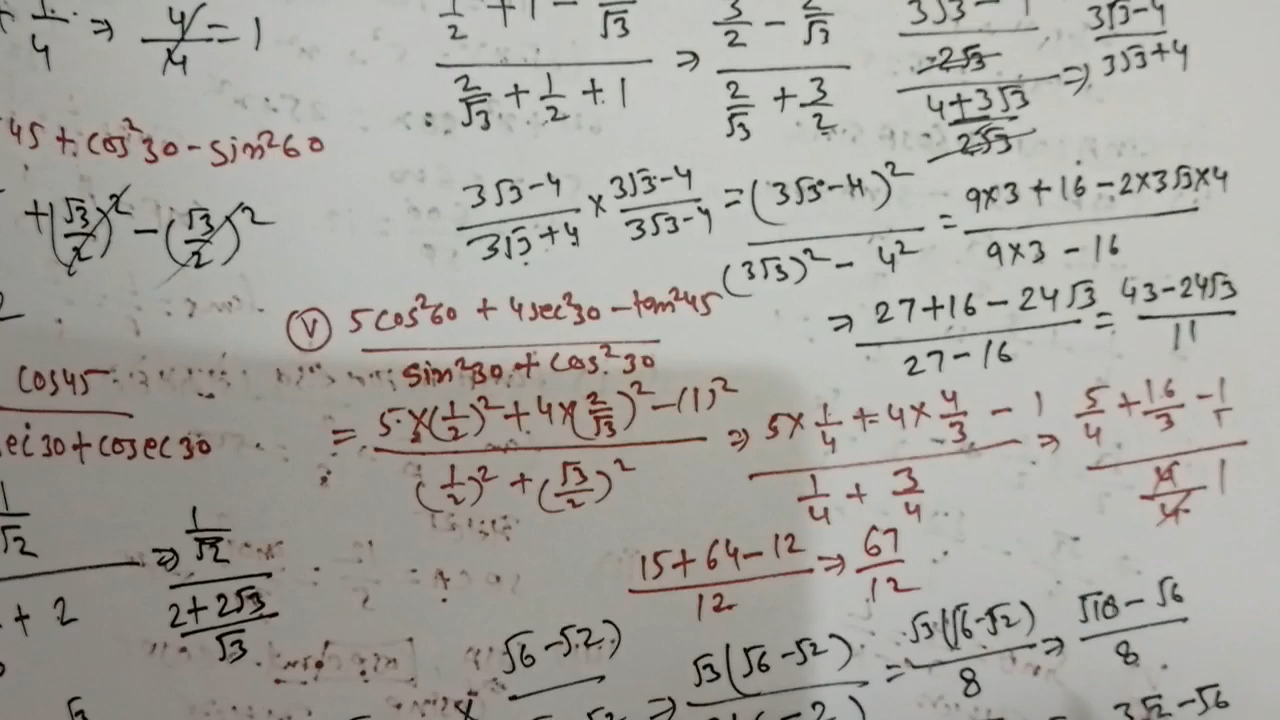 + 1/4 ⇒ 4/4 = 1
45 + cos²30 - sin²60
+(√3/2)² - (√3/2)²
cos45
+ cosec30
1/√2 ⇒ (1/√2)/((2+2√3)/√3)
+ 2
(3/2 - 2/√3)/(2/√3 + 3/2)
2/√3 + 1/2 + 1
(4+3√3)/2√3 ⇒ (3√3-4)/(3√3+4)
(3√3-4)/(3√3+4) × (3√3-4)/(3√3-4) = (3√3-4)²/((3√3)² - 4²) = (9×3 + 16 - 2×3√3×4)/(9×3 - 16)
⇒ (27+16-24√3)/(27-16) = (43-24√3)/11
(V) (5cos²60 + 4sec²30 - tan²45)/(sin²30 + cos²30)
= (5×(1/2)² + 4×(2/√3)² - (1)²)/((1/2)² + (√3/2)²) ⇒ (5×1/4 + 4×4/3 - 1)/(1/4 + 3/4) ⇒ (5/4 + 16/3 - 1/1)/(4/4) 1
(15+64-12)/12 ⇒ 67/12
√6-√2)
⇒ √3(√6-√2) = √3(√6-√2)/8 ⇒ (√18-√6)/8
3√2-√6